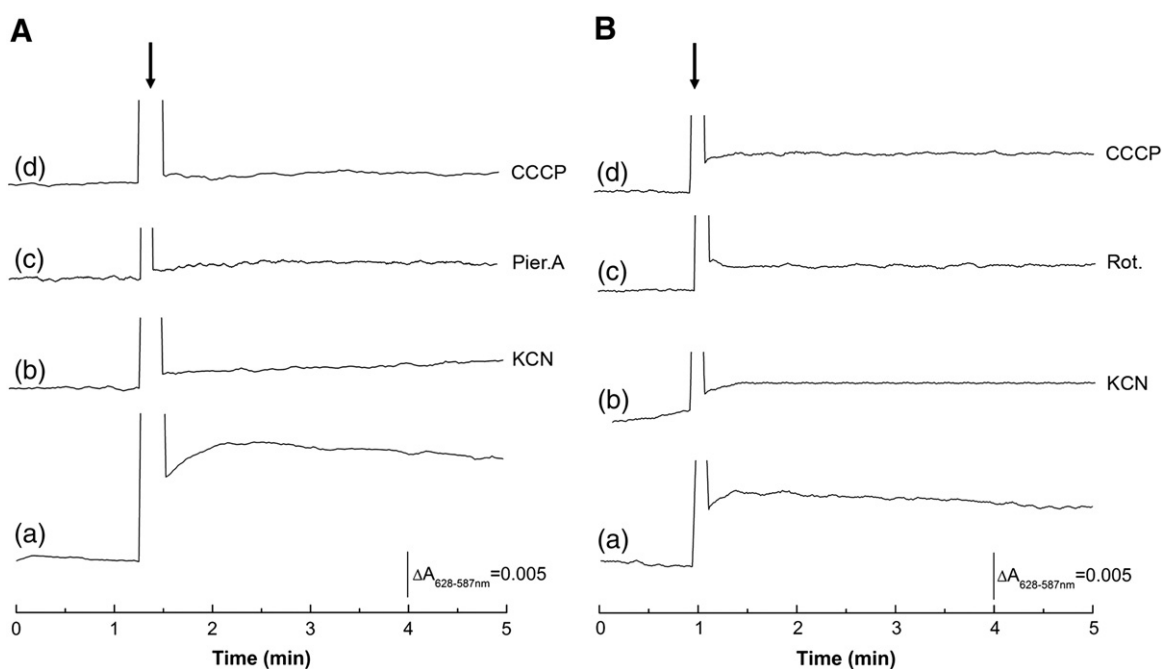 A
(d) CCCP
(c) Pier.A
(b) KCN
(a)
ΔA628-587nm=0.005
0 1 2 3 4 5
Time (min)
B
(d) CCCP
(c) Rot.
(b) KCN
(a)
ΔA628-587nm=0.005
0 1 2 3 4 5
Time (min)